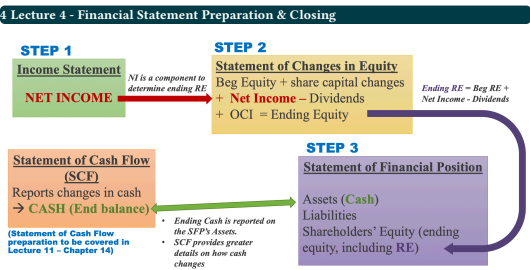 4 Lecture 4 - Financial Statement Preparation & Closing
STEP 1
Income Statement
NET INCOME
NI is a component to
determine ending RE
STEP 2
Statement of Changes in Equity
Beg Equity + share capital changes
+ Net Income – Dividends
+ OCI = Ending Equity
Ending RE = Beg RE +
Net Income - Dividends
Statement of Cash Flow
(SCF)
Reports changes in cash
→ CASH (End balance)
(Statement of Cash Flow
preparation to be covered in
Lecture 11 – Chapter 14)
• Ending Cash is reported on
the SFP's Assets.
• SCF provides greater
details on how cash
changes
STEP 3
Statement of Financial Position
Assets (Cash)
Liabilities
Shareholders' Equity (ending
equity, including RE)